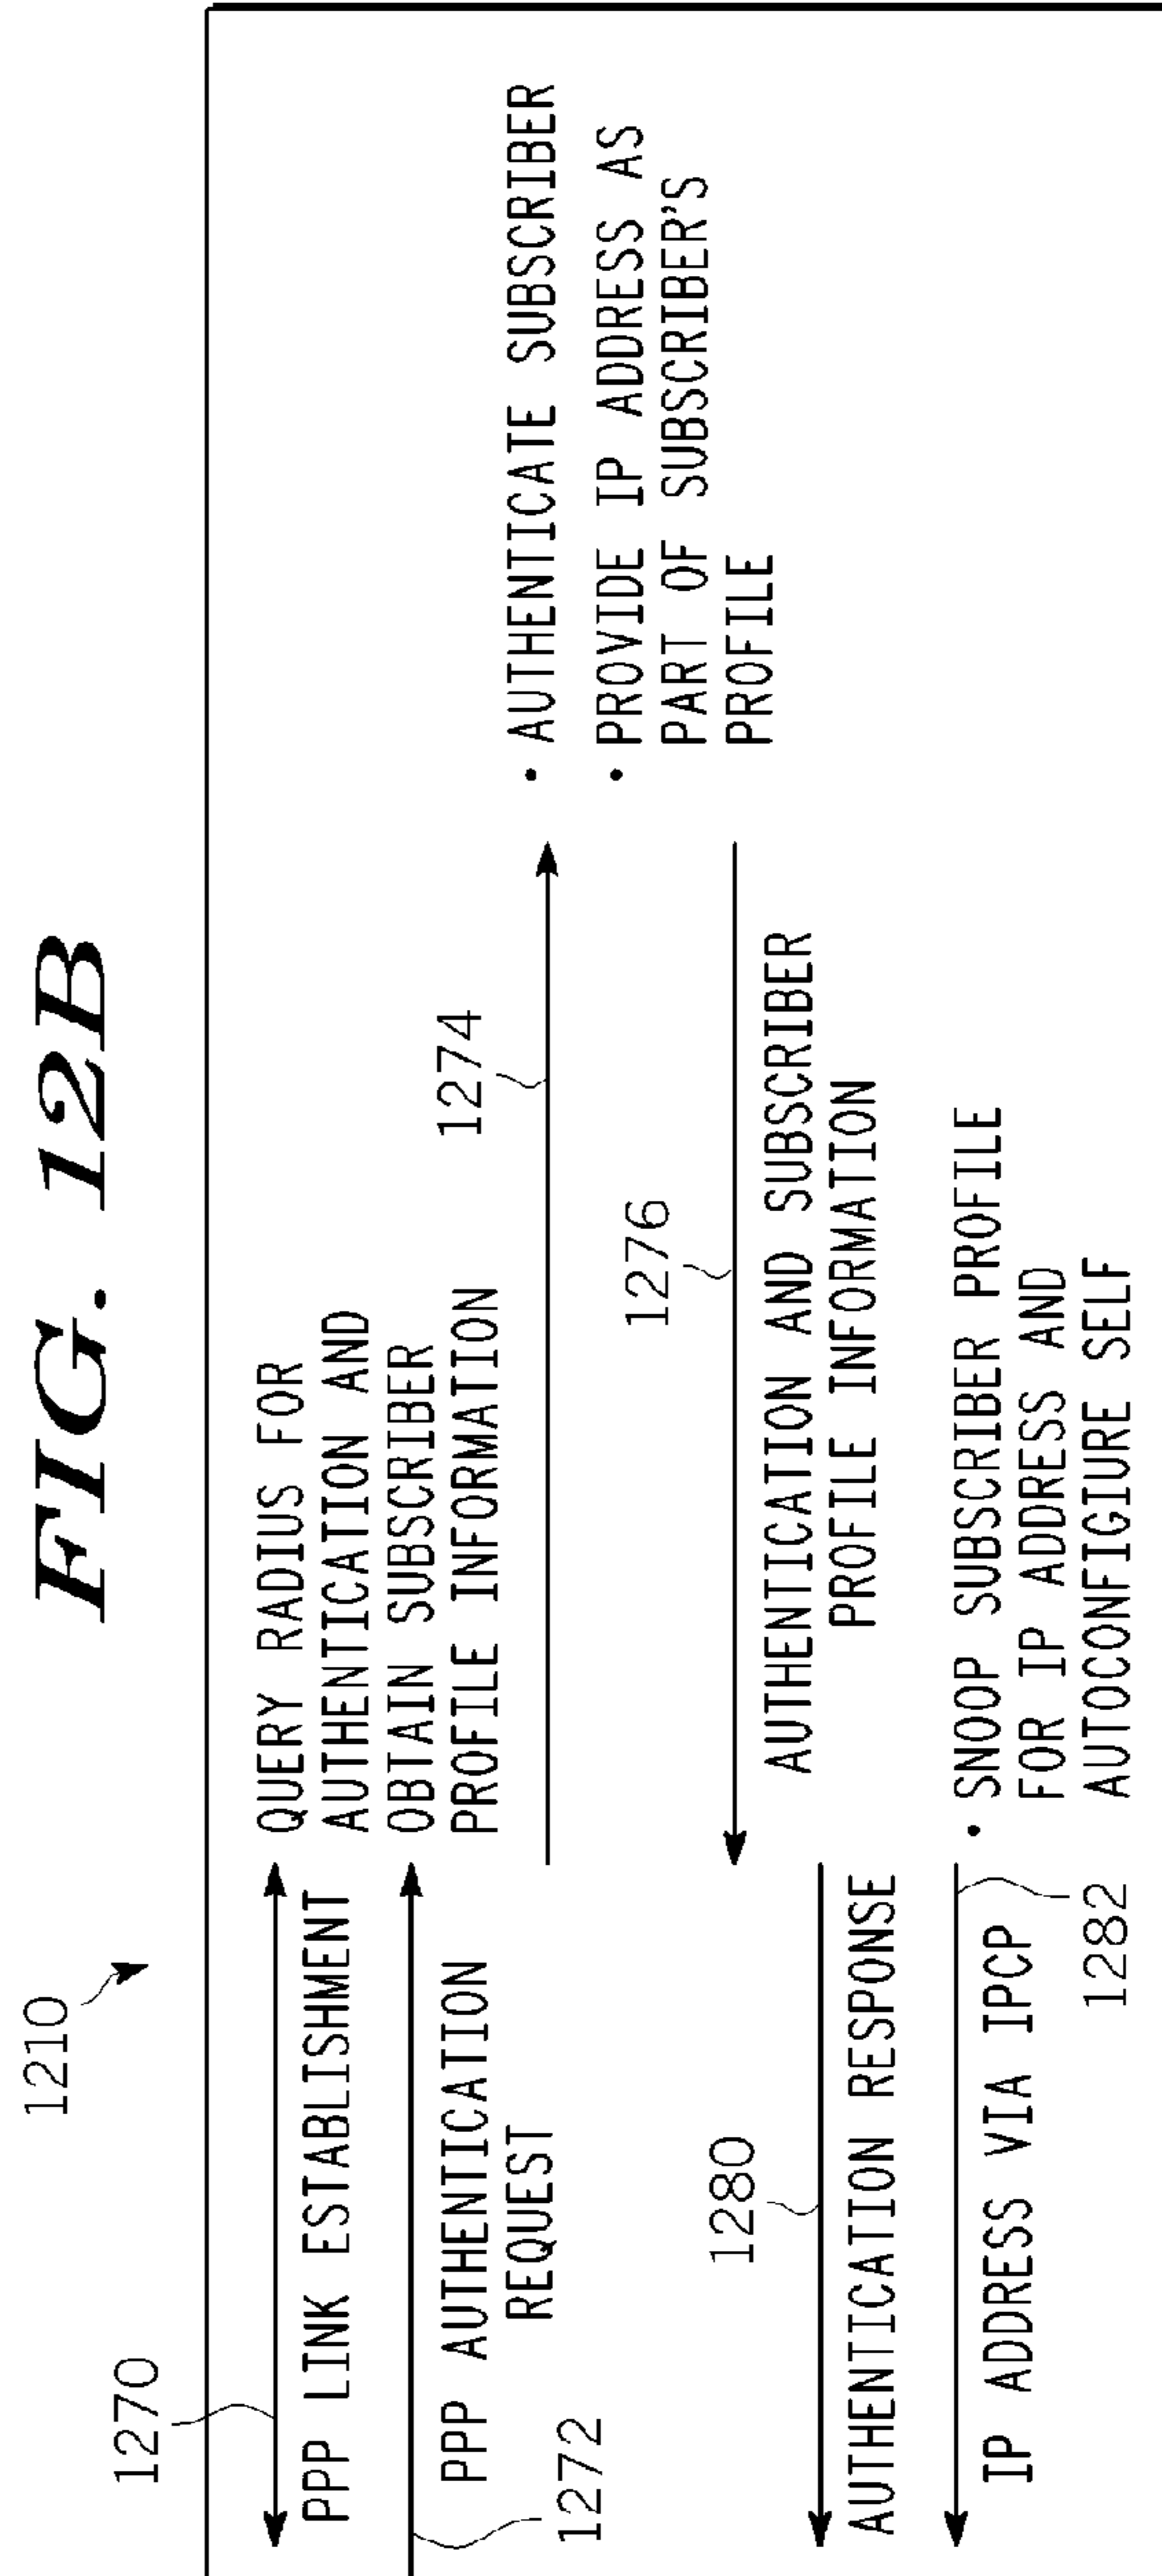 FIG. 12B
1210
1270
PPP LINK ESTABLISHMENT
QUERY RADIUS FOR
AUTHENTICATION AND
OBTAIN SUBSCRIBER
PROFILE INFORMATION
PPP AUTHENTICATION
REQUEST
1272
1274
• AUTHENTICATE SUBSCRIBER
• PROVIDE IP ADDRESS AS
PART OF SUBSCRIBER'S
PROFILE
1276
AUTHENTICATION AND SUBSCRIBER
PROFILE INFORMATION
1280
AUTHENTICATION RESPONSE
• SNOOP SUBSCRIBER PROFILE
FOR IP ADDRESS AND
AUTOCONFIGIURE SELF
IP ADDRESS VIA IPCP
1282